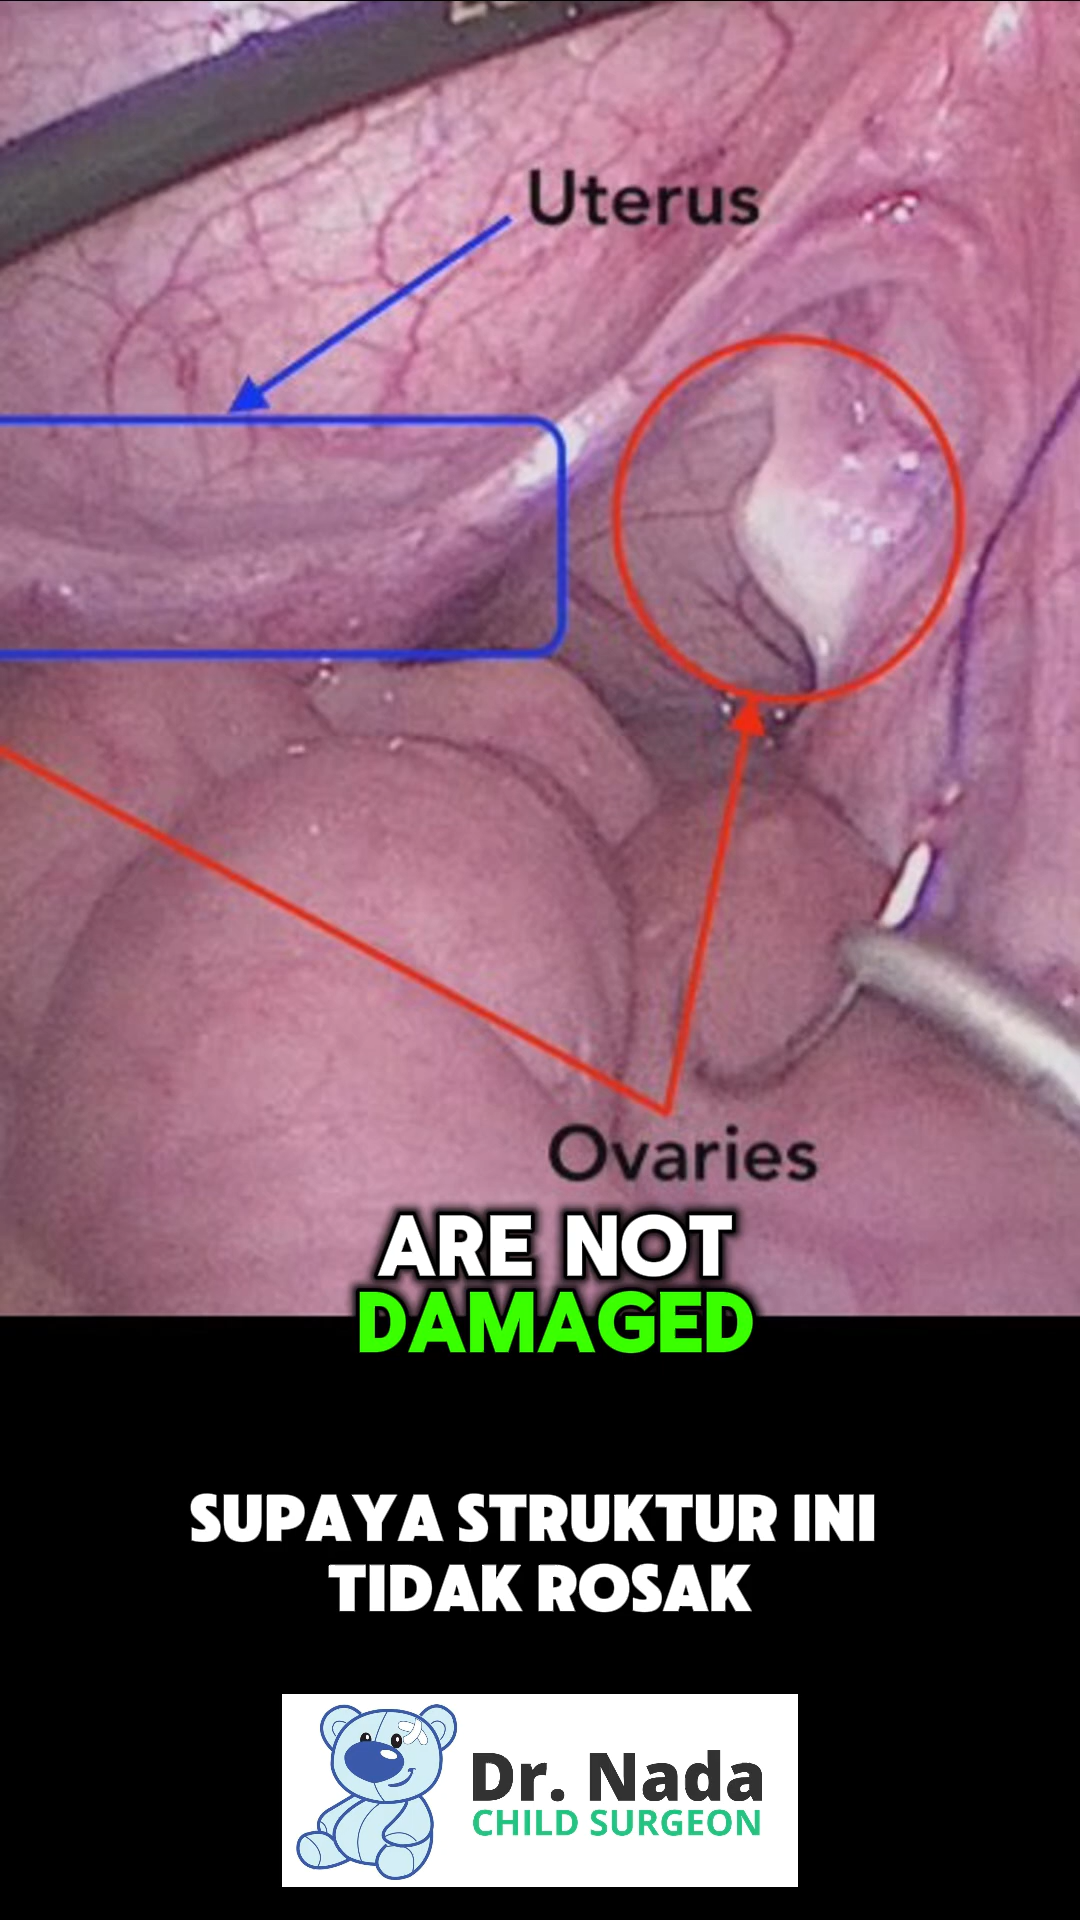 Uterus
Ovaries
ARE NOT
DAMAGED
SUPAYA STRUKTUR INI
TIDAK ROSAK
Dr. Nada
CHILD SURGEON